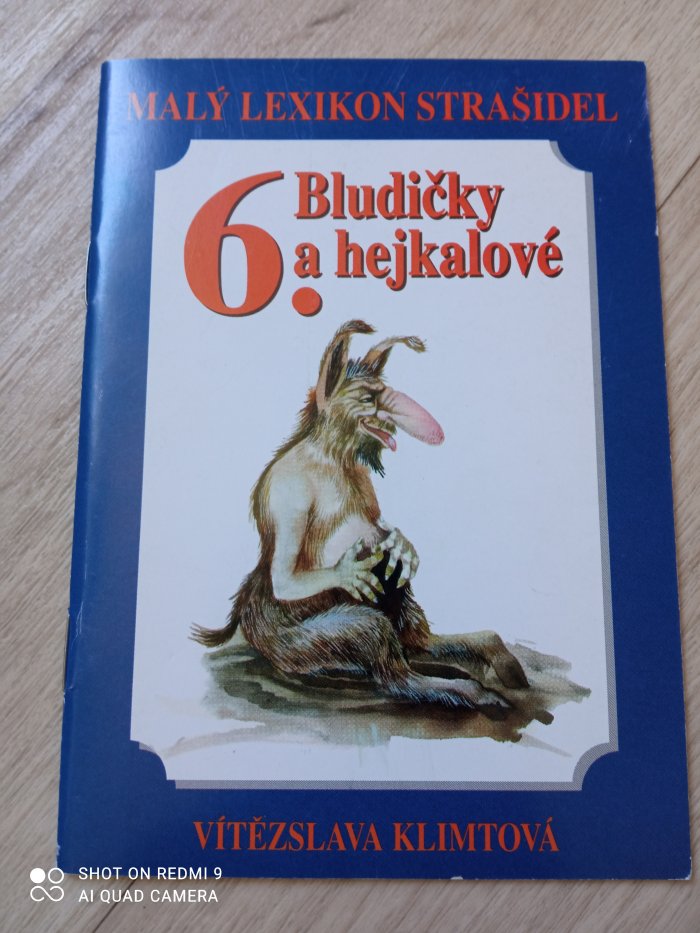 MALÝ LEXIKON STRAŠIDEL
6. Bludičky
a hejkalové
VÍTĚZSLAVA KLIMTOVÁ
SHOT ON REDMI 9
AI QUAD CAMERA